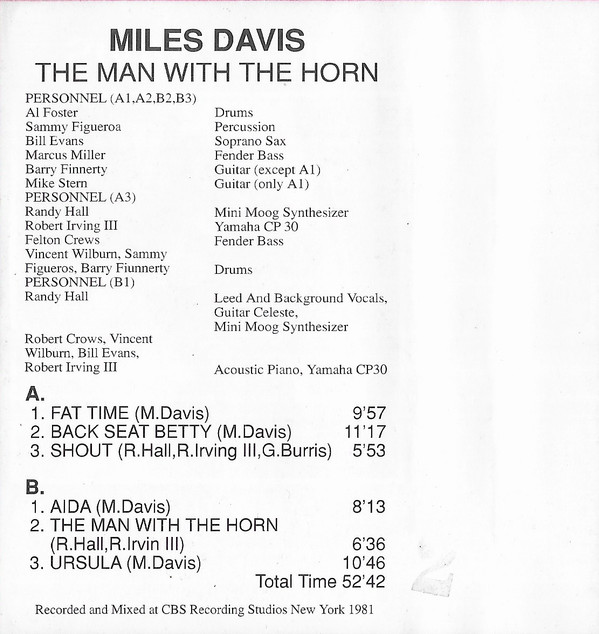 MILES DAVIS
THE MAN WITH THE HORN
PERSONNEL (A1,A2,B2,B3)
Al Foster Drums
Sammy Figueroa Percussion
Bill Evans Soprano Sax
Marcus Miller Fender Bass
Barry Finnerty Guitar (except A1)
Mike Stern Guitar (only A1)
PERSONNEL (A3)
Randy Hall Mini Moog Synthesizer
Robert Irving III Yamaha CP 30
Felton Crews Fender Bass
Vincent Wilburn, Sammy
Figueros, Barry Fiunnerty Drums
PERSONNEL (B1)
Randy Hall Leed And Background Vocals,
Guitar Celeste,
Mini Moog Synthesizer
Robert Crows, Vincent
Wilburn, Bill Evans,
Robert Irving III Acoustic Piano, Yamaha CP30
A.
1. FAT TIME (M.Davis) 9'57
2. BACK SEAT BETTY (M.Davis) 11'17
3. SHOUT (R.Hall,R.Irving III,G.Burris) 5'53
B.
1. AIDA (M.Davis) 8'13
2. THE MAN WITH THE HORN
(R.Hall,R.Irvin III) 6'36
3. URSULA (M.Davis) 10'46
Total Time 52'42
Recorded and Mixed at CBS Recording Studios New York 1981